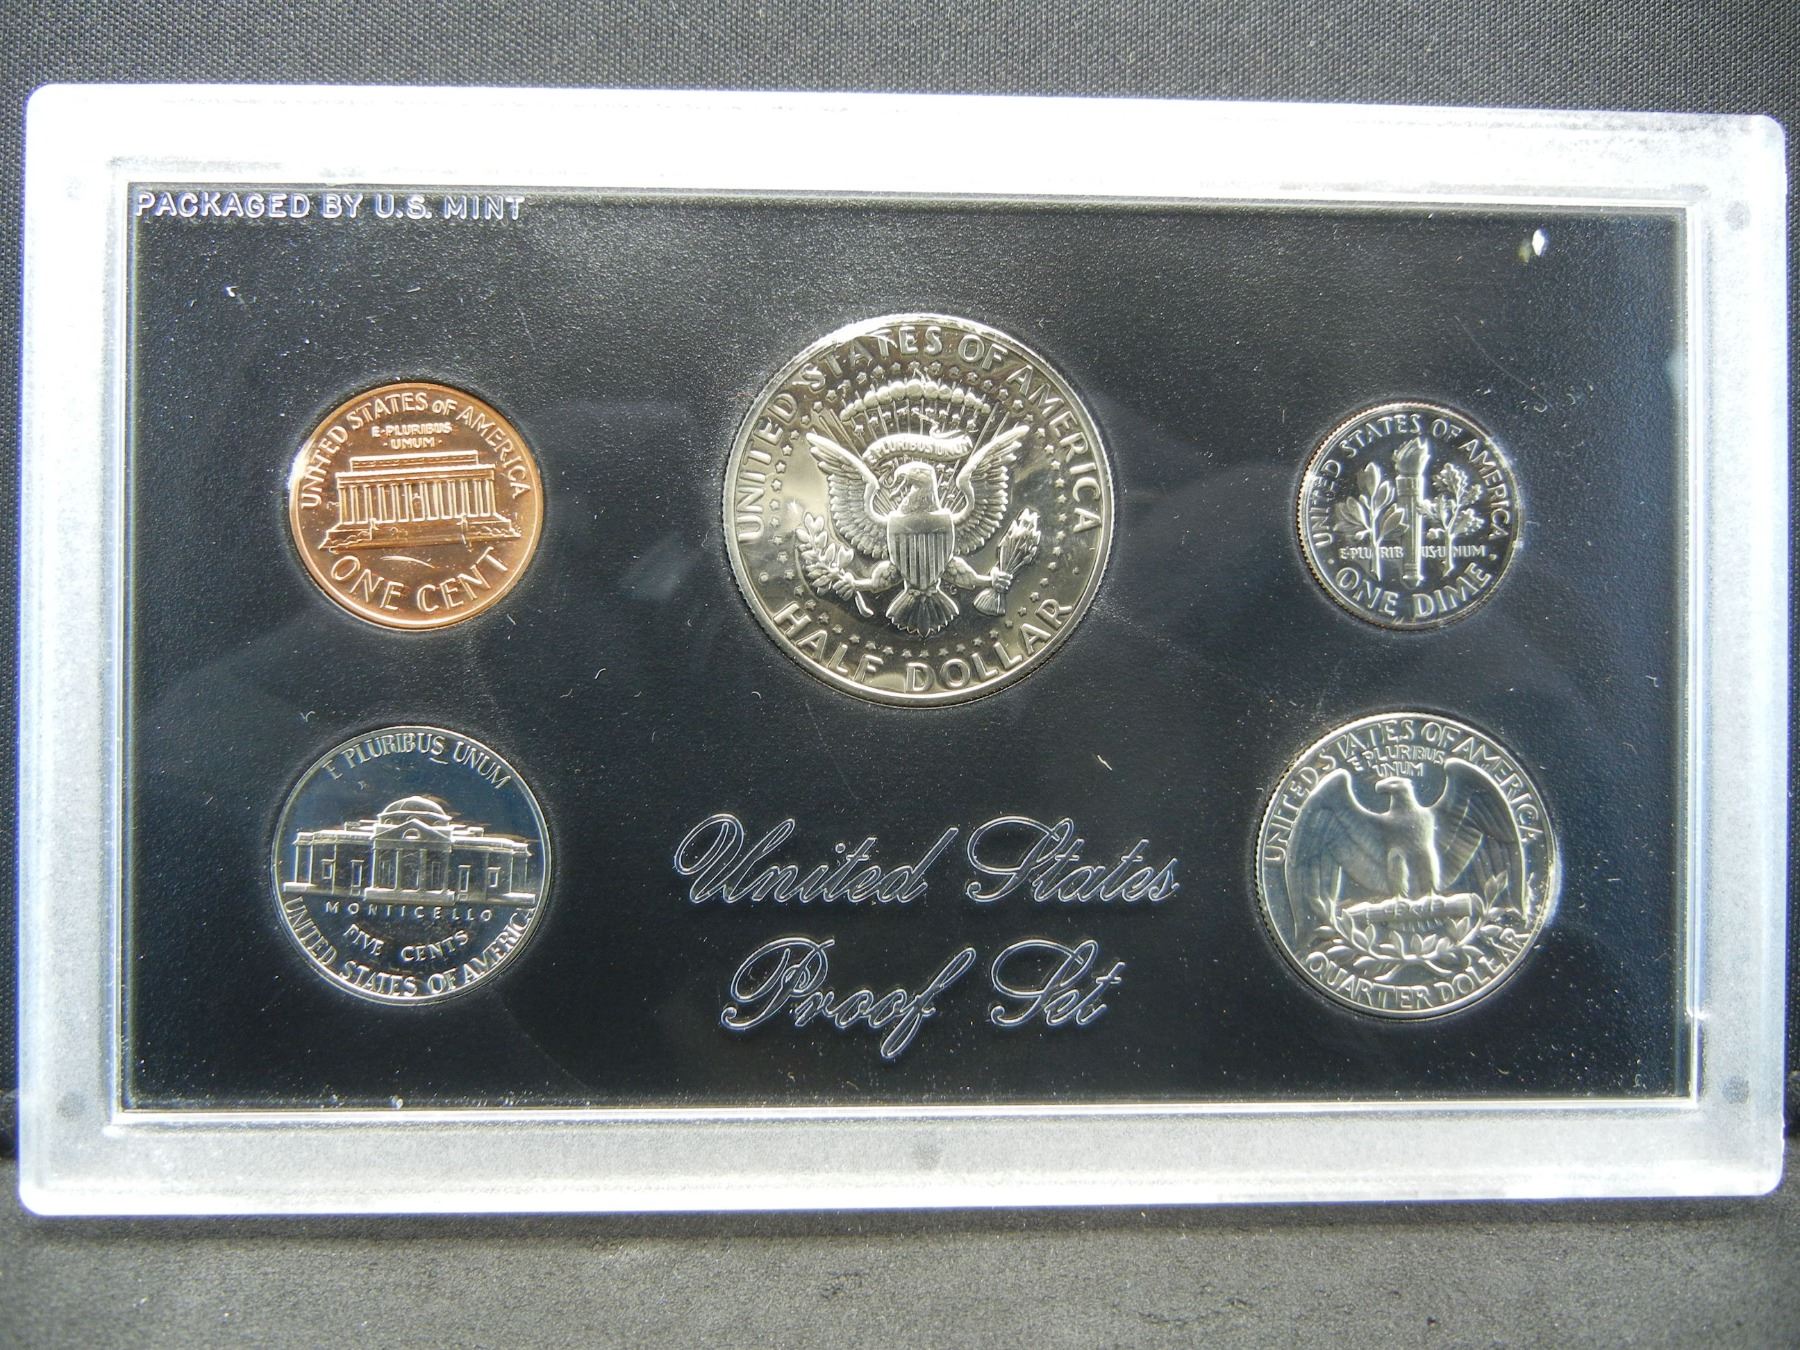 PACKAGED BY U.S. MINT
UNITED STATES OF AMERICA
E·PLURIBUS
·UNUM·
ONE CENT
UNITED STATES OF AMERICA
E PLURIBUS UNUM
HALF DOLLAR
UNITED STATES OF AMERICA
E·PLURIBUS·UNUM
ONE DIME
E PLURIBUS UNUM
MONTICELLO
FIVE CENTS
UNITED STATES OF AMERICA
United States
Proof Set
UNITED STATES OF AMERICA
E PLURIBUS
UNUM
QUARTER DOLLAR